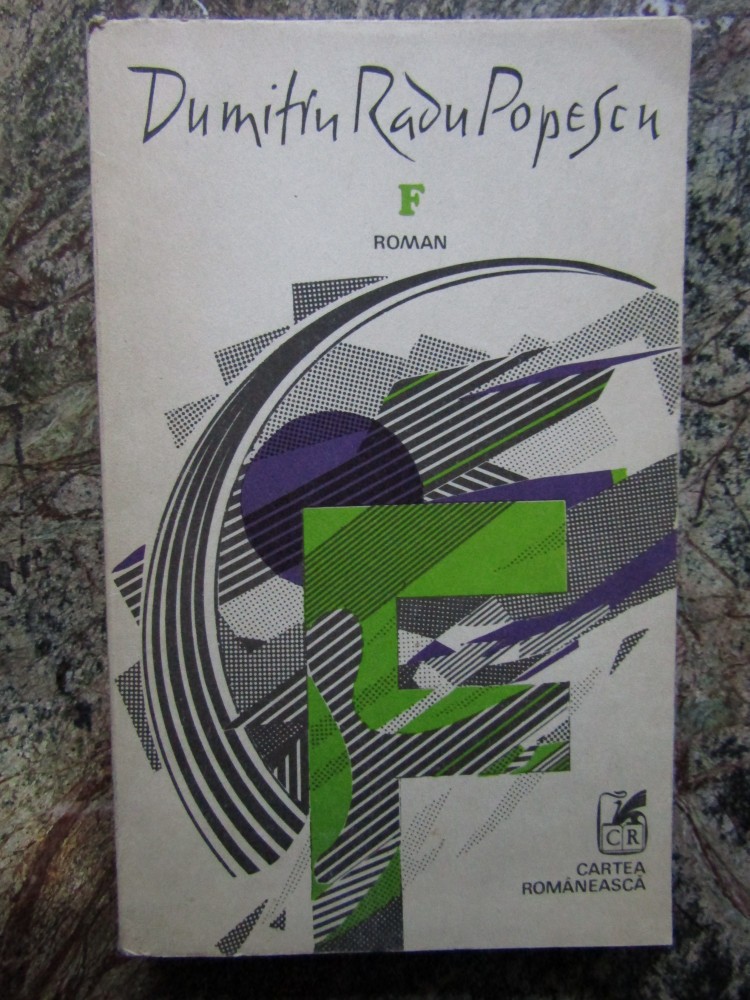 Dumitru Radu Popescu
F
ROMAN
CR
CARTEA
ROMÂNEASCĂ